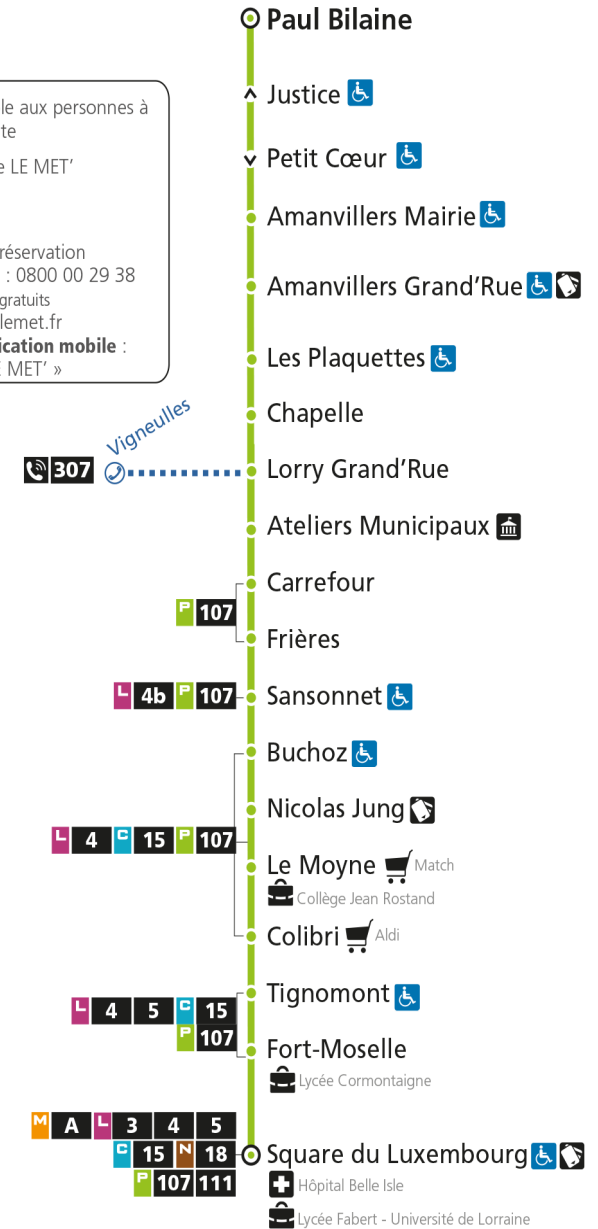 Paul Bilaine
Justice
Petit Cœur
Amanvillers Mairie
Amanvillers Grand'Rue
Les Plaquettes
Chapelle
Lorry Grand'Rue
Ateliers Municipaux
Carrefour
Frières
Sansonnet
Buchoz
Nicolas Jung
Le Moyne Match
Collège Jean Rostand
Colibri Aldi
Tignomont
Fort-Moselle
Lycée Cormontaigne
Square du Luxembourg
Hôpital Belle Isle
Lycée Fabert - Université de Lorraine
le aux personnes à
te
e LE MET'
réservation
: 0800 00 29 38
gratuits
lemet.fr
ication mobile :
E MET' »
Vigneulles
307
P 107
L 4b P 107
L 4 C 15 P 107
L 4 5 C 15
P 107
M A L 3 4 5
C 15 N 18
P 107 111